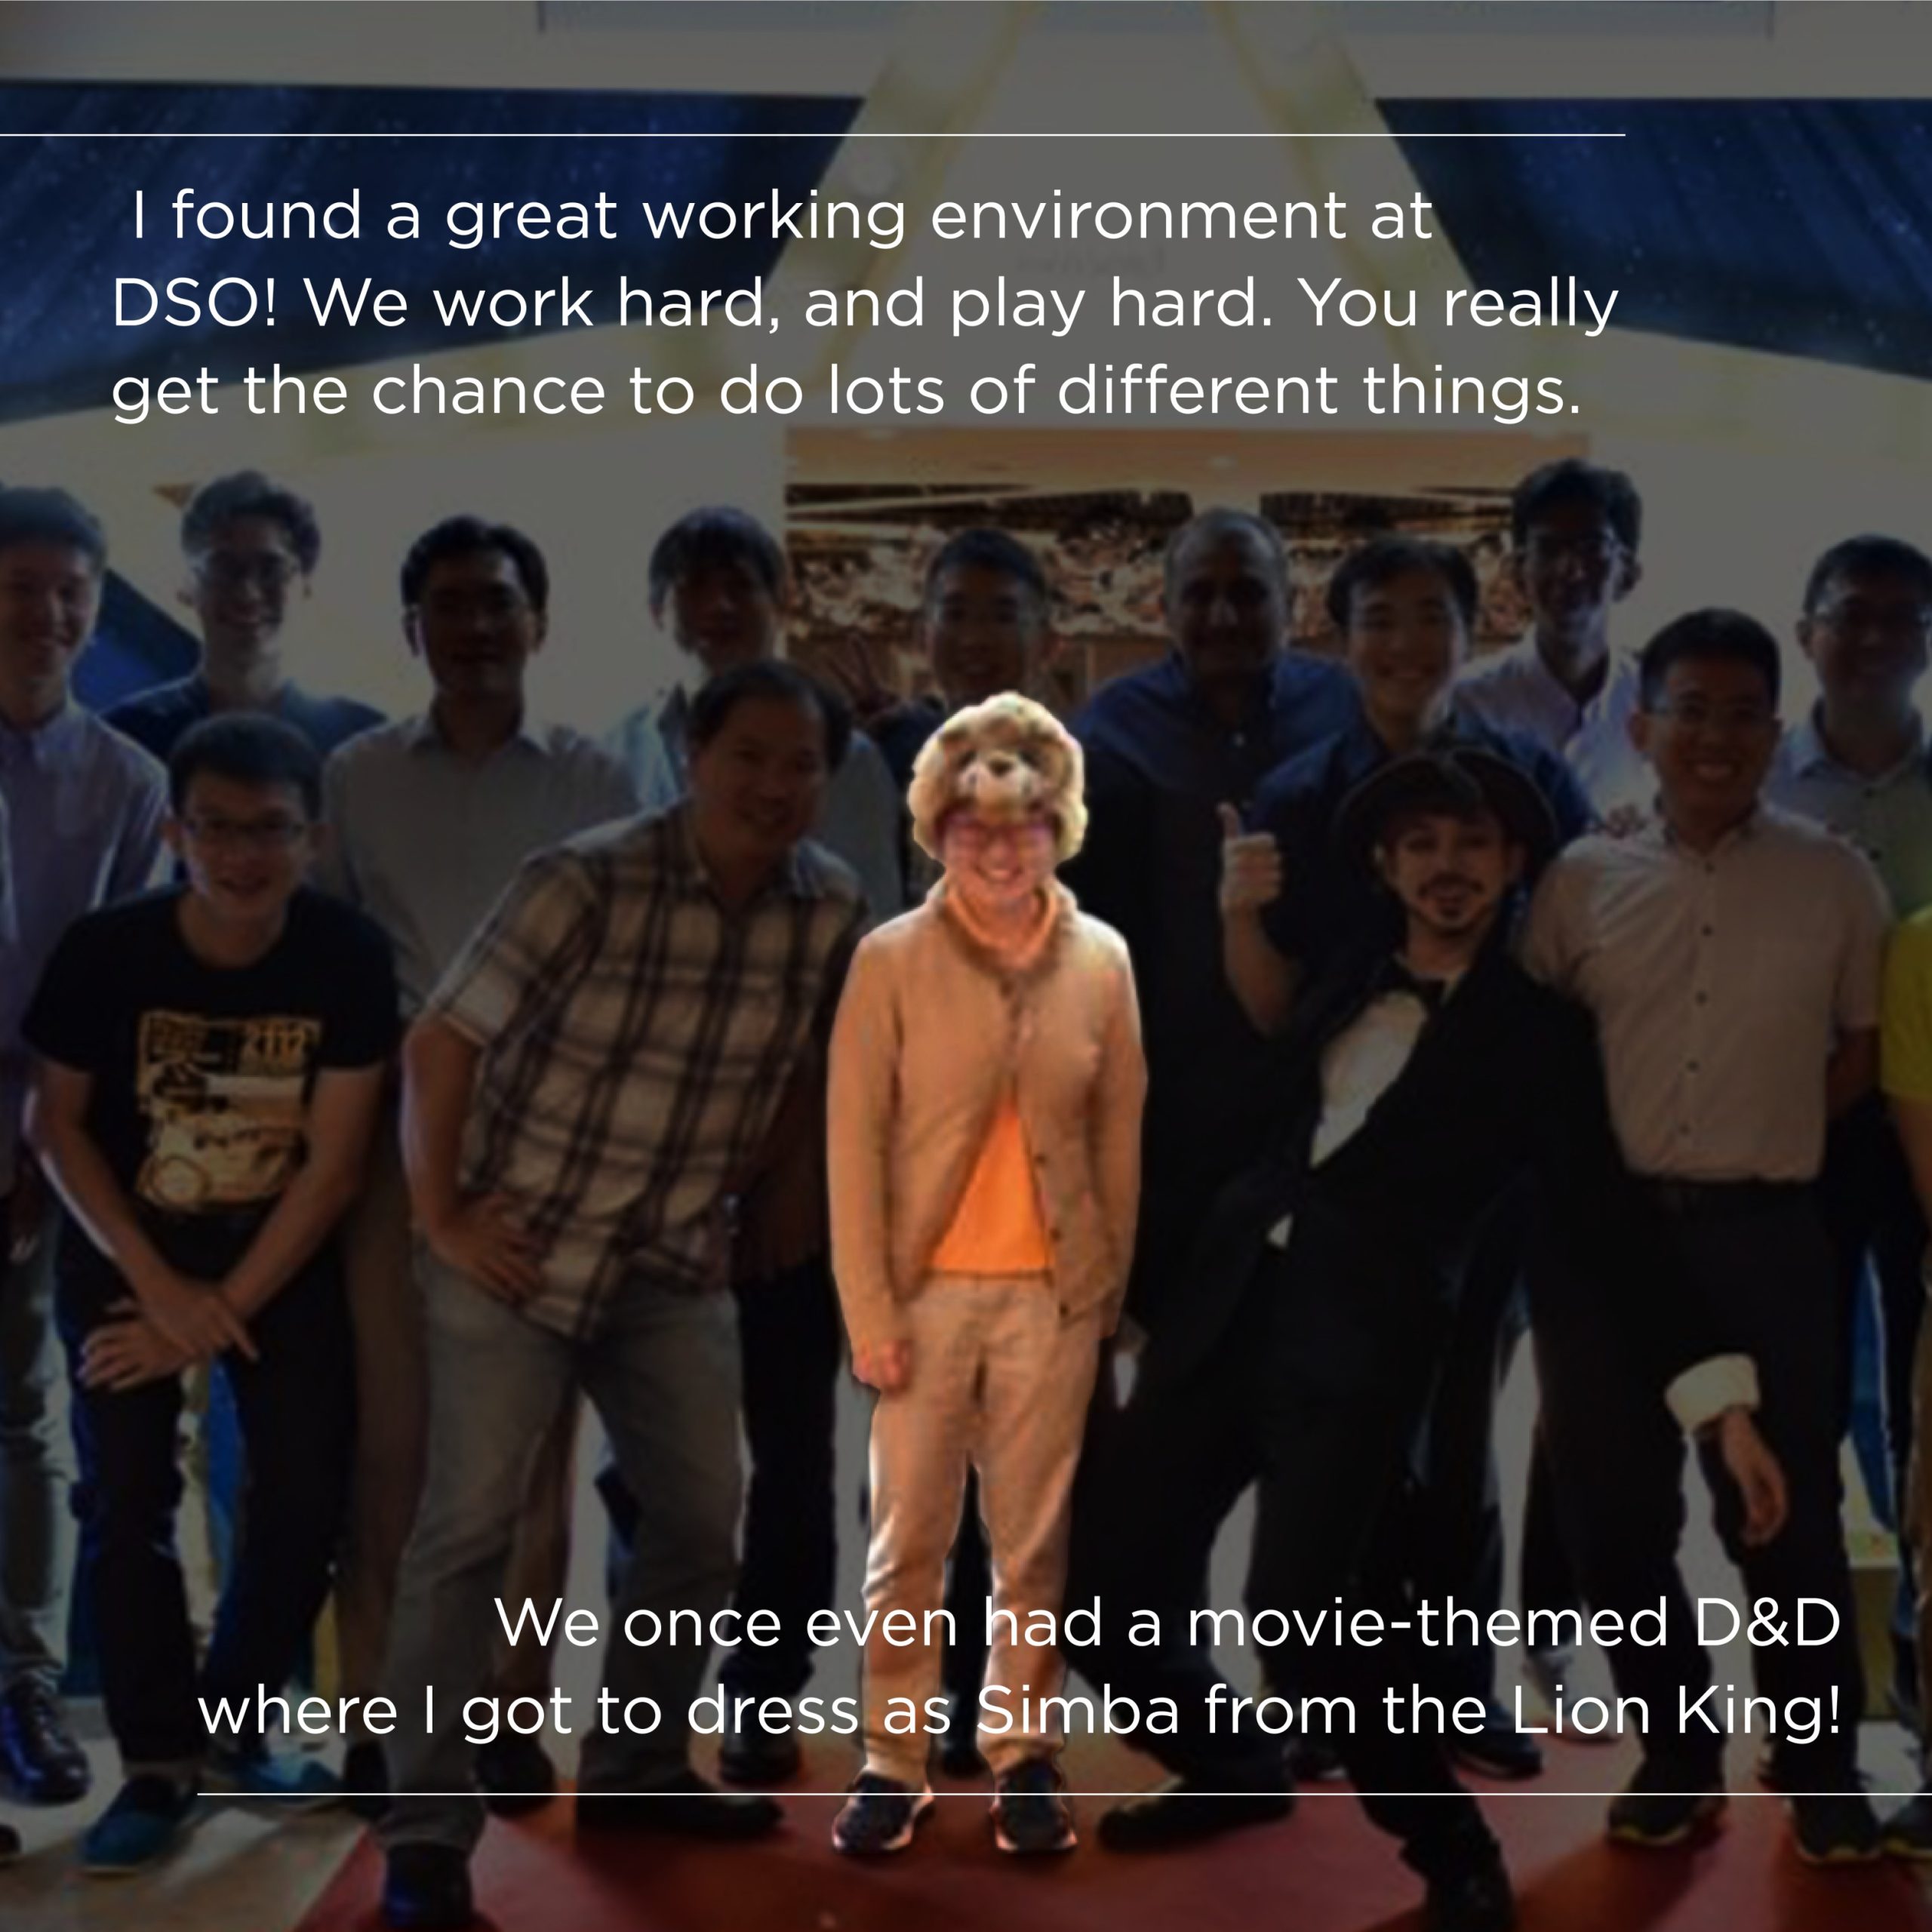 I found a great working environment at
DSO! We work hard, and play hard. You really
get the chance to do lots of different things.
We once even had a movie-themed D&D
where I got to dress as Simba from the Lion King!